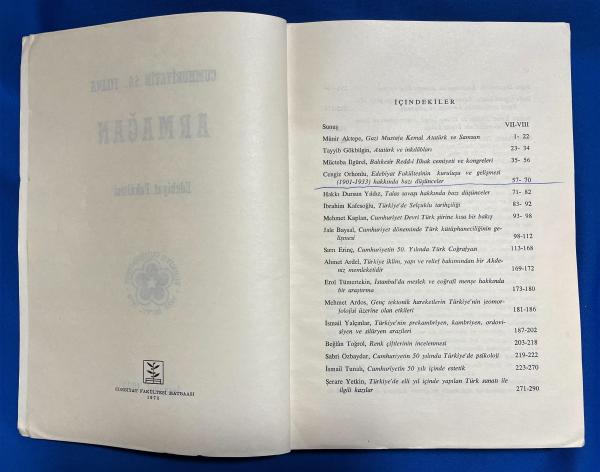 EDEBİYAT FAKÜLTESİ MATBAASI
1973
İÇİNDEKİLER
Sunuş VII-VIII
Münir Aktepe, Gazi Mustafa Kemal Atatürk ve Samsun 1- 22
Tayyib Gökbilgin, Atatürk ve inkılâbları 23- 34
Mücteba İlgürel, Balıkesir Redd-i İlhak cemiyeti ve kongreleri 35- 56
Cengiz Orhonlu, Edebiyat Fakültesinin kuruluşu ve gelişmesi
(1901-1933) hakkında bazı düşünceler 57- 70
Hakkı Dursun Yıldız, Talas savaşı hakkında bazı düşünceler 71- 82
İbrahim Kafesoğlu, Türkiye'de Selçuklu tarihçiliği 83- 92
Mehmet Kaplan, Cumhuriyet Devri Türk şiirine kısa bir bakış 93- 98
Jale Baysal, Cumhuriyet döneminde Türk kütüphaneciliğinin ge-
lişmesi 98-112
Sırrı Erinç, Cumhuriyetin 50. Yılında Türk Coğrafyası 113-168
Ahmet Ardel, Türkiye iklim, yapı ve relief bakımından bir Akde-
niz memleketidir 169-172
Erol Tümertekin, İstanbul'da meslek ve coğrafî menşe hakkında
bir araştırma 173-180
Mehmet Ardos, Genç tektonik hareketlerin Türkiye'nin jeomor-
folojisi üzerine olan etkileri 181-186
İsmail Yalçınlar, Türkiye'nin prekambriyen, kambriyen, ordovi-
siyen ve silüryen arazileri 187-202
Beğlân Toğrol, Renk çiftlerinin incelenmesi 203-218
Sabri Özbaydar, Cumhuriyetin 50 yılında Türkiye'de psikoloji 219-222
İsmail Tunalı, Cumhuriyetin 50 yılı içinde estetik 223-270
Şerare Yetkin, Türkiye'de elli yıl içinde yapılan Türk sanatı ile
ilgili kazılar 271-290